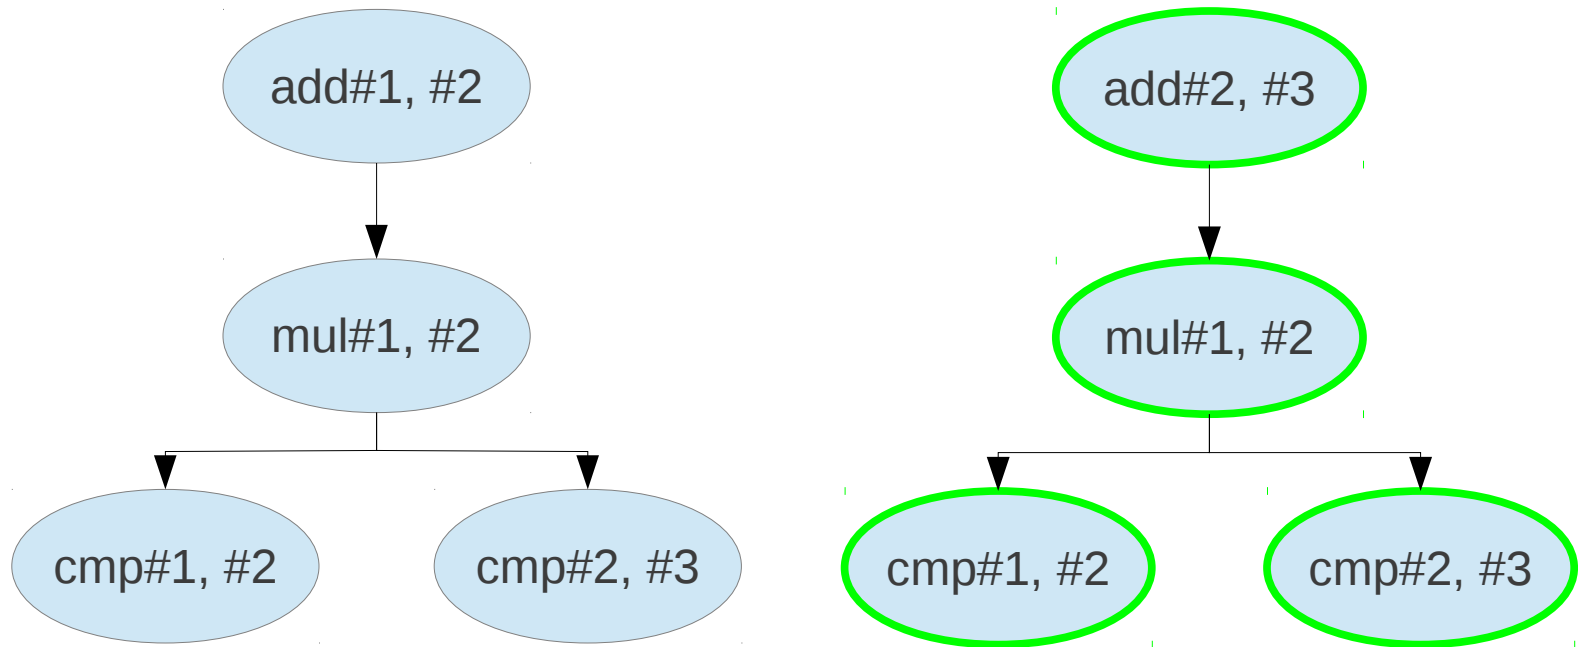 add#1, #2
mul#1, #2
cmp#1, #2
cmp#2, #3
add#2, #3
mul#1, #2
cmp#1, #2
cmp#2, #3